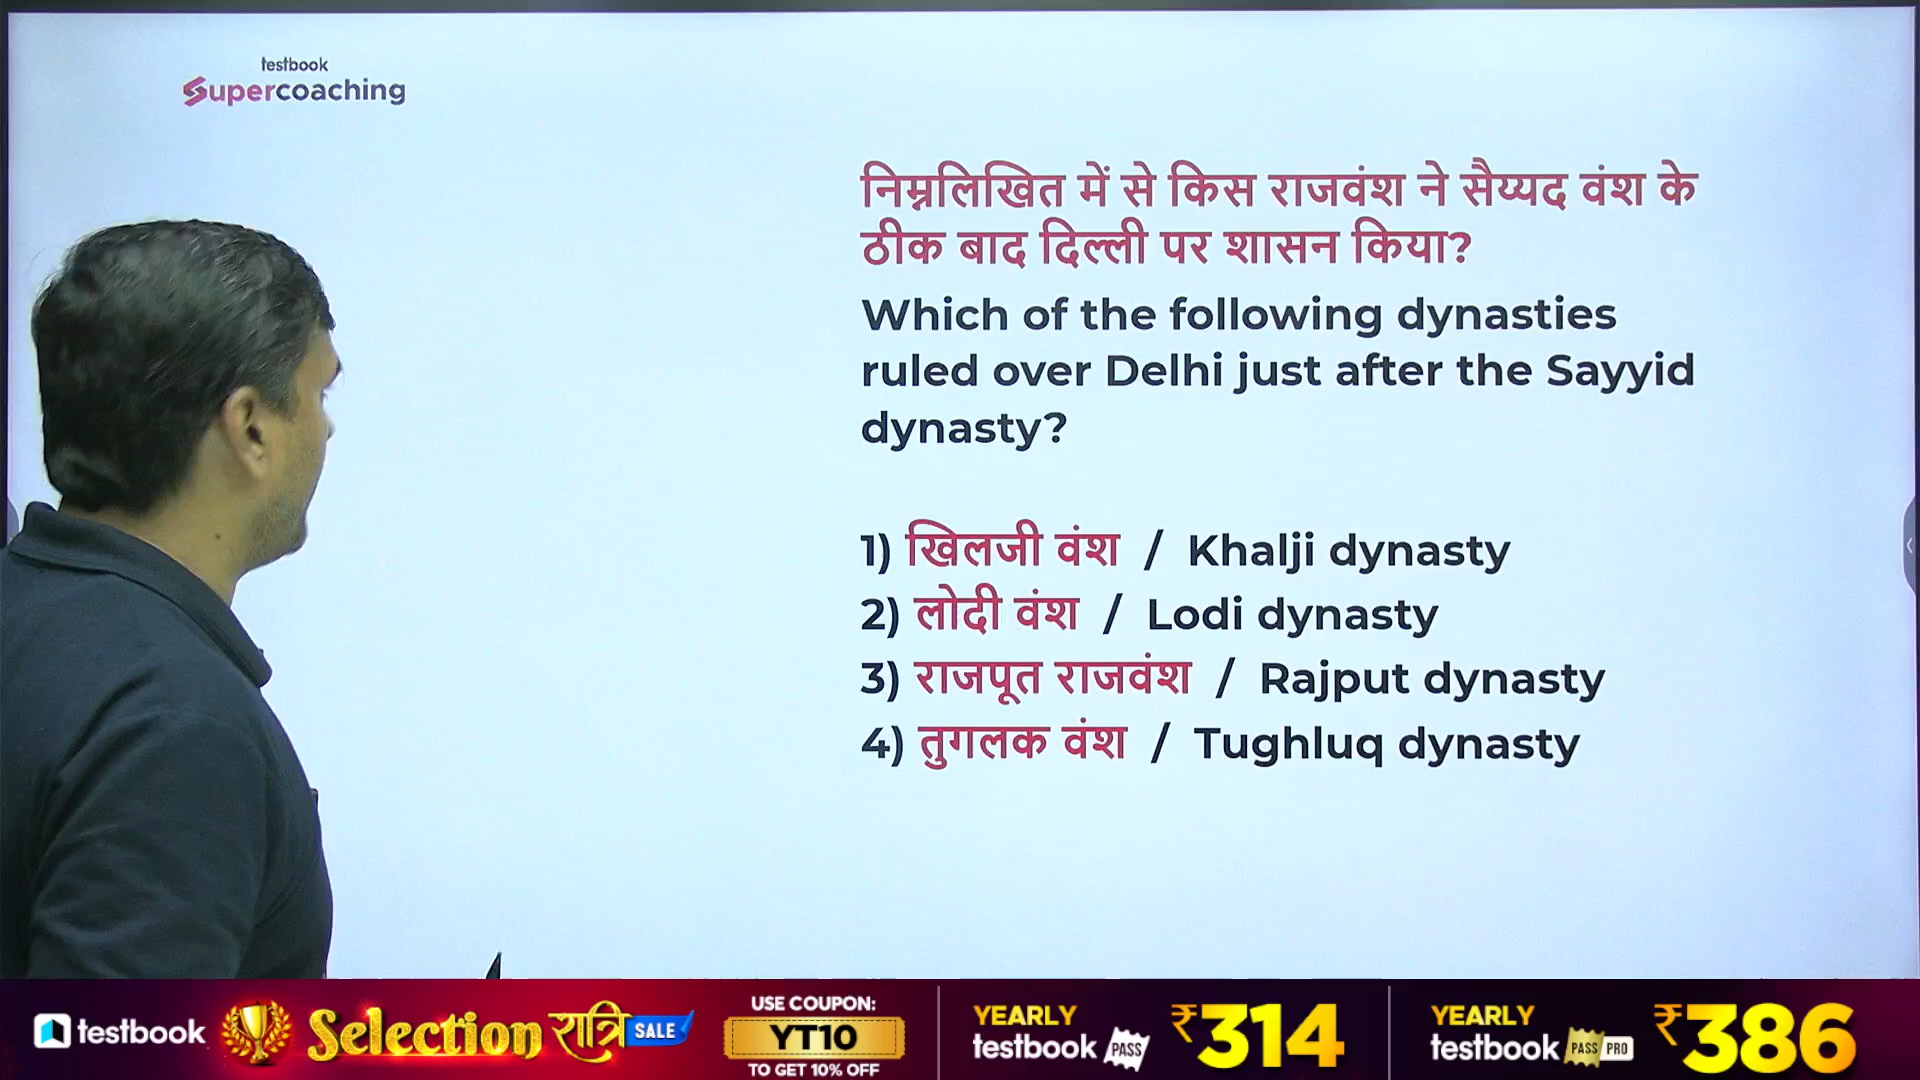 testbook
Supercoaching
निम्नलिखित में से किस राजवंश ने सैय्यद वंश के
ठीक बाद दिल्ली पर शासन किया?
Which of the following dynasties
ruled over Delhi just after the Sayyid
dynasty?
1) खिलजी वंश / Khalji dynasty
2) लोदी वंश / Lodi dynasty
3) राजपूत राजवंश / Rajput dynasty
4) तुगलक वंश / Tughluq dynasty
testbook
Selection रात्रि SALE
USE COUPON:
YT10
TO GET 10% OFF
YEARLY
testbook PASS
₹314
YEARLY
testbook PASS PRO
₹386